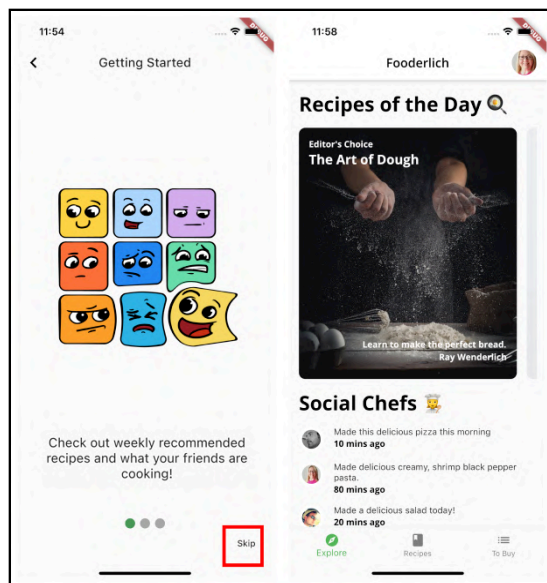 11:54
DEBUG
Getting Started
Check out weekly recommended
recipes and what your friends are
cooking!
Skip
11:58
DEBUG
Fooderlich
Recipes of the Day
Editor's Choice
The Art of Dough
Learn to make the perfect bread.
Ray Wenderlich
Social Chefs
Made this delicious pizza this morning
10 mins ago
Made delicious creamy, shrimp black pepper
pasta.
80 mins ago
Made a delicious salad today!
20 mins ago
Explore
Recipes
To Buy